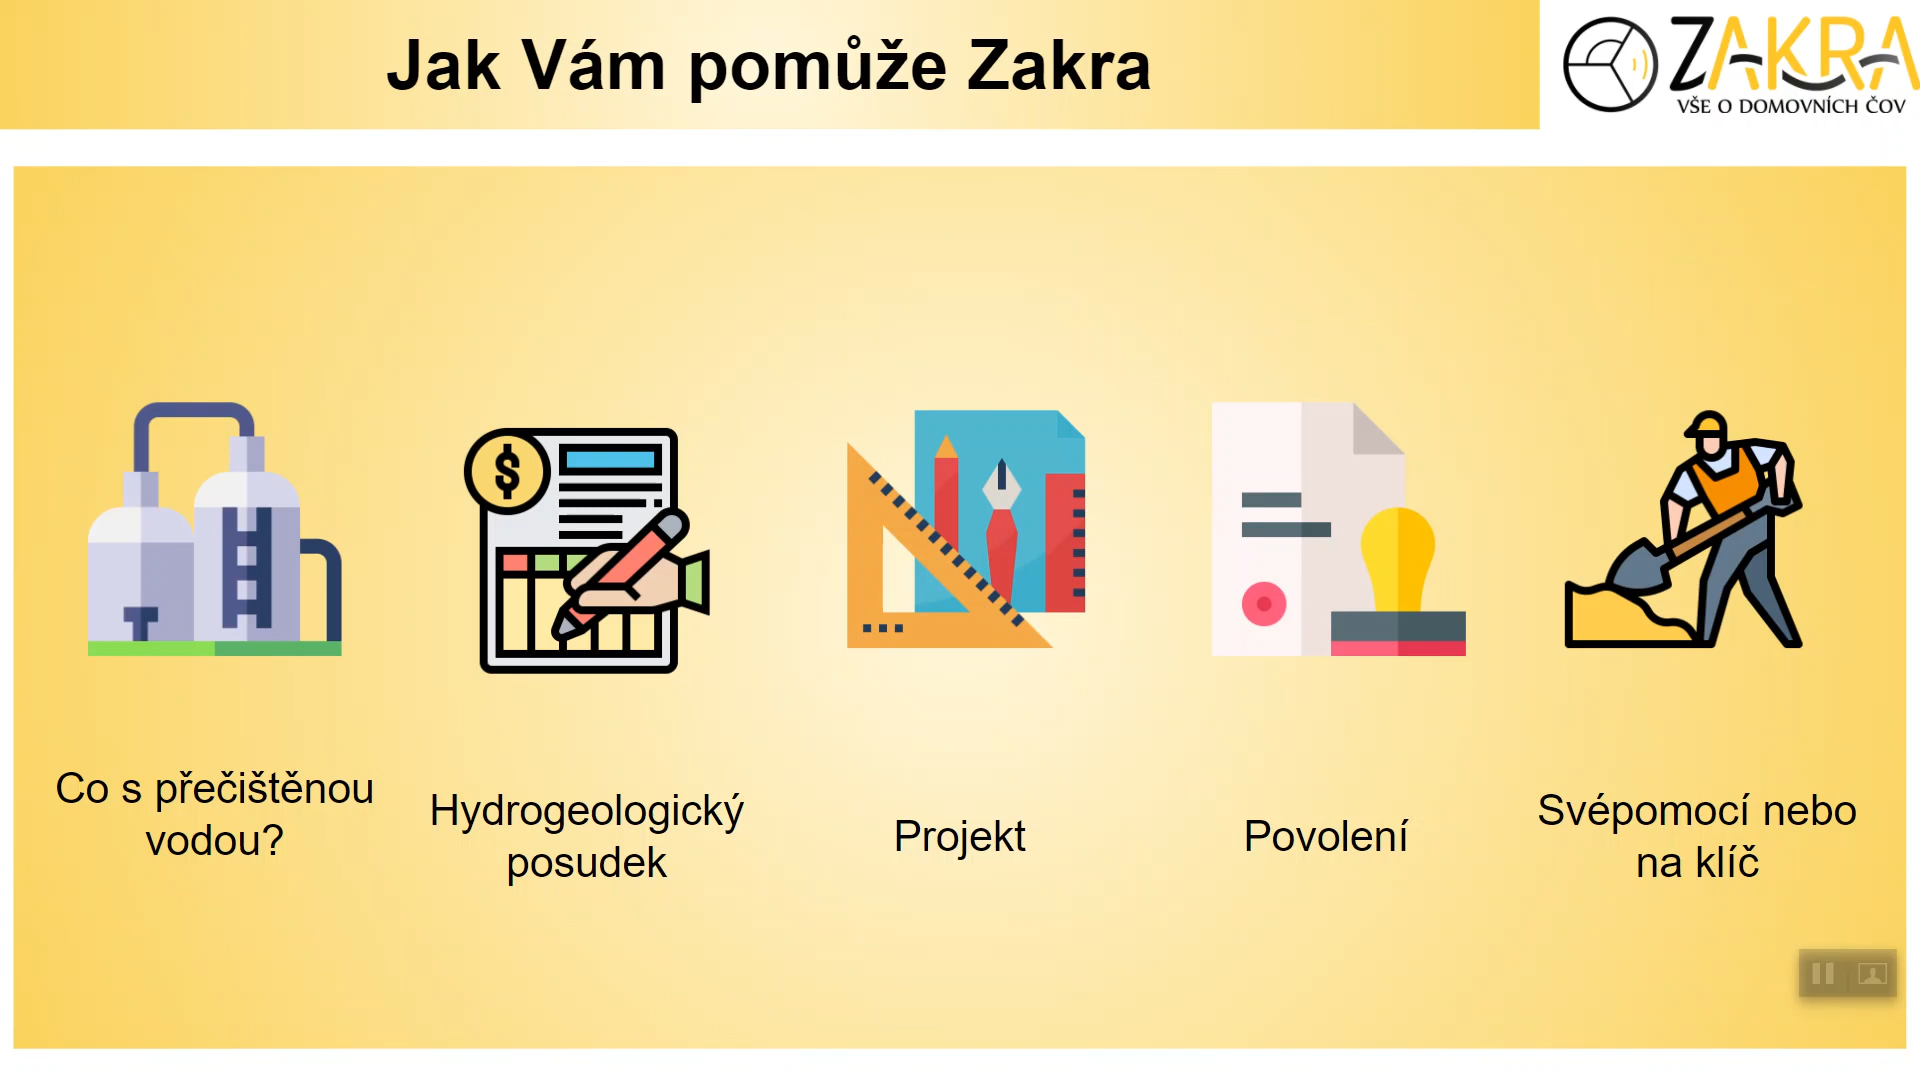 Jak Vám pomůže Zakra
ZAKRA
VŠE O DOMOVNÍCH ČOV
$
Co s přečištěnou
vodou?
Hydrogeologický
posudek
Projekt
Povolení
Svépomocí nebo
na klíč